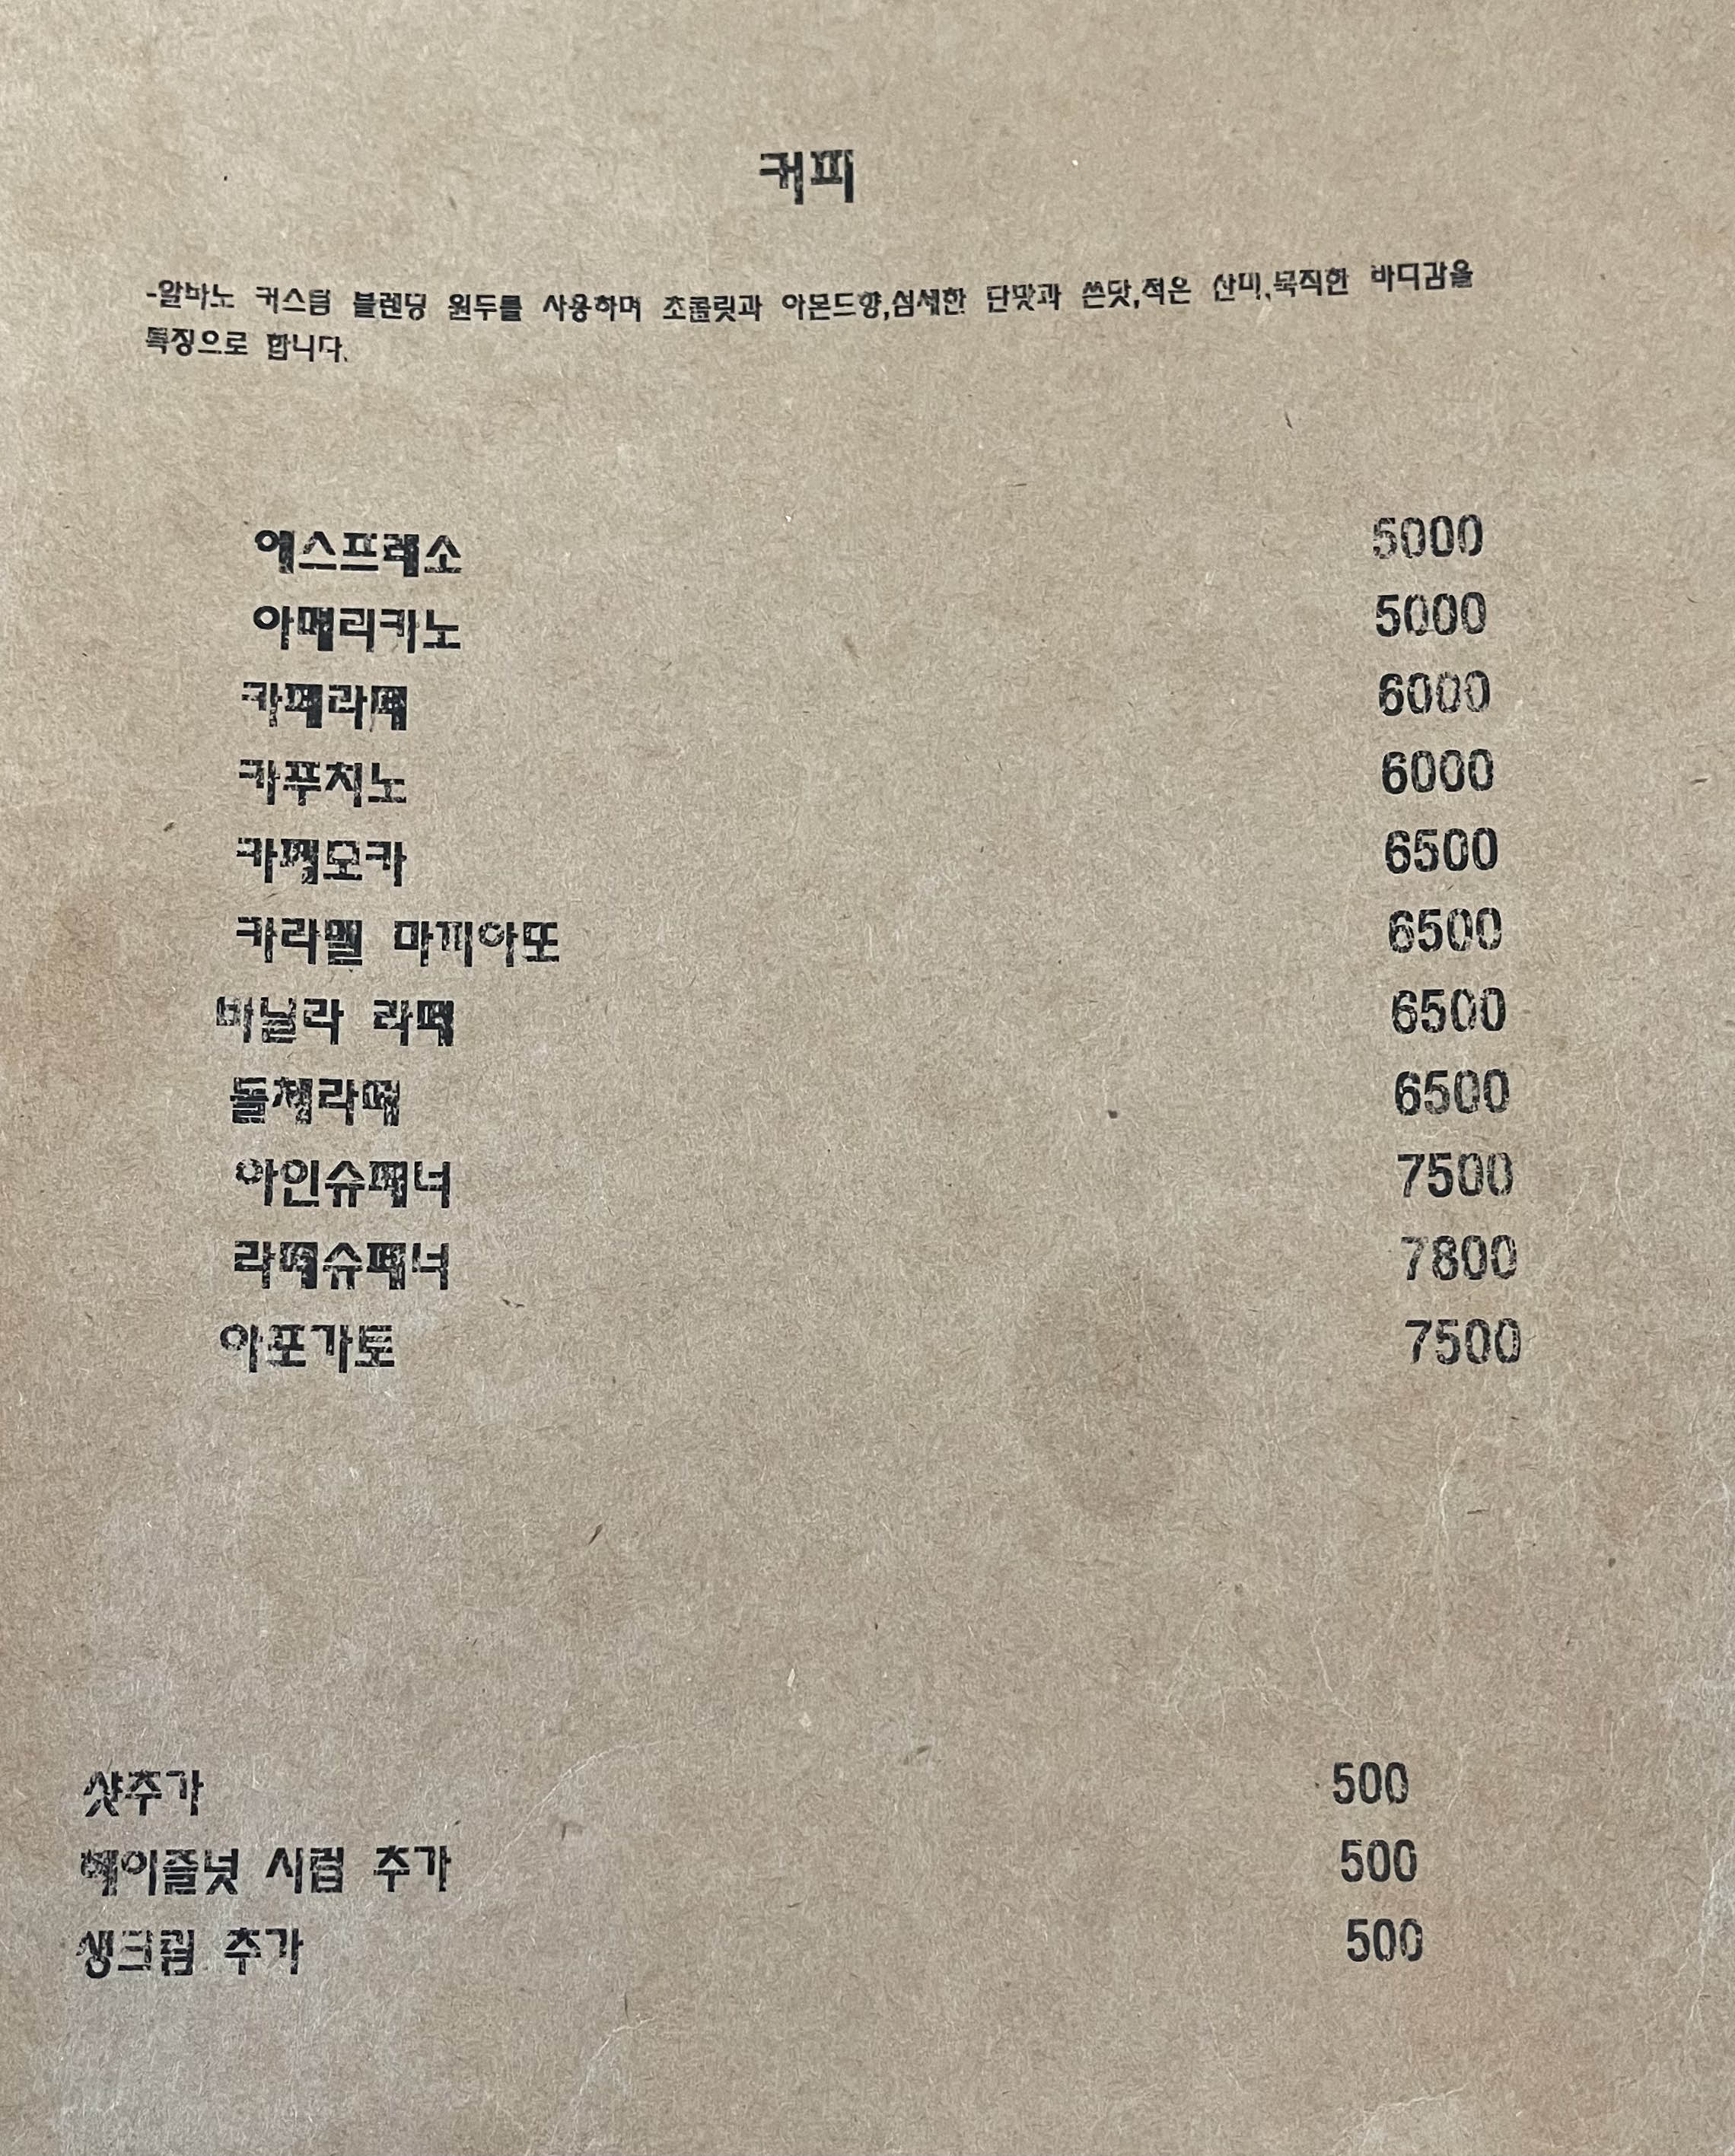 커피
-알바노 커스텀 블렌딩 원두를 사용하며 초콜릿과 아몬드향,섬세한 단맛과 쓴맛,적은 산미,묵직한 바디감을
특징으로 합니다.
에스프레소 5000
아메리카노 5000
카페라떼 6000
카푸치노 6000
카페모카 6500
카라멜 마끼아또 6500
바닐라 라떼 6500
돌체라떼 6500
아인슈페너 7500
라떼슈페너 7800
아포가토 7500
샷추가 500
헤이즐넛 시럽 추가 500
생크림 추가 500